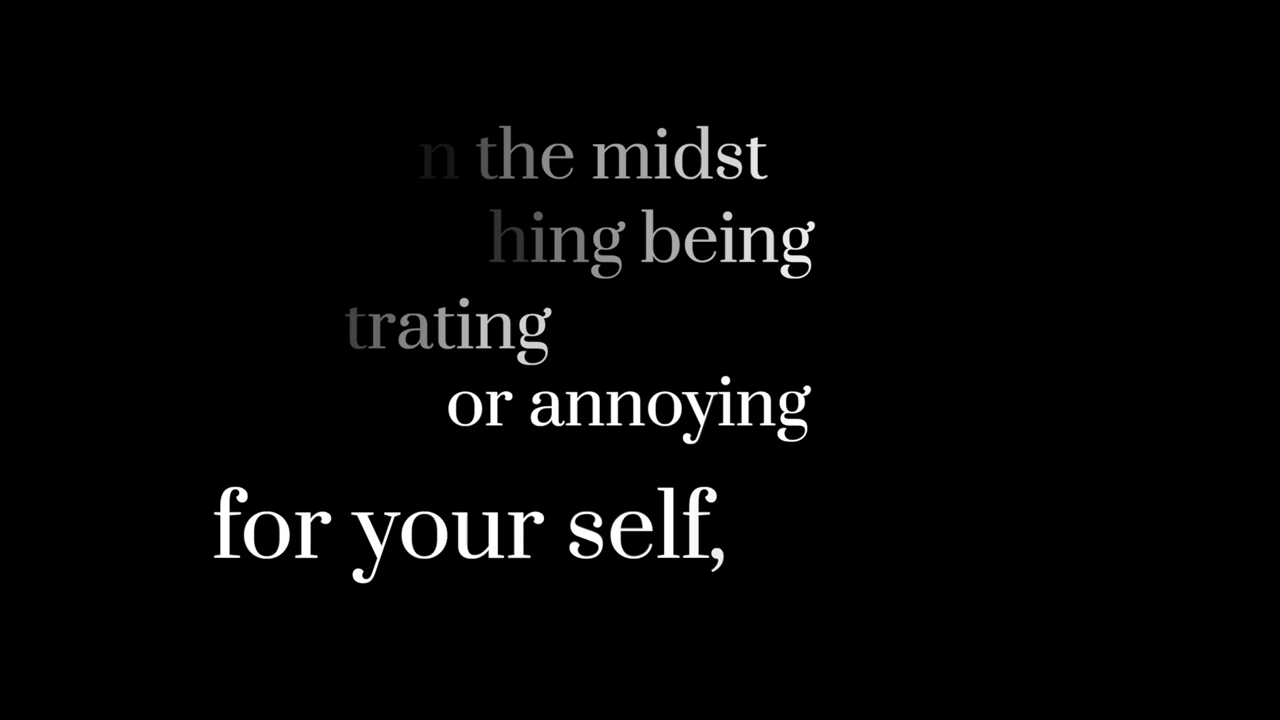 n the midst
hing being
trating
or annoying
for your self,